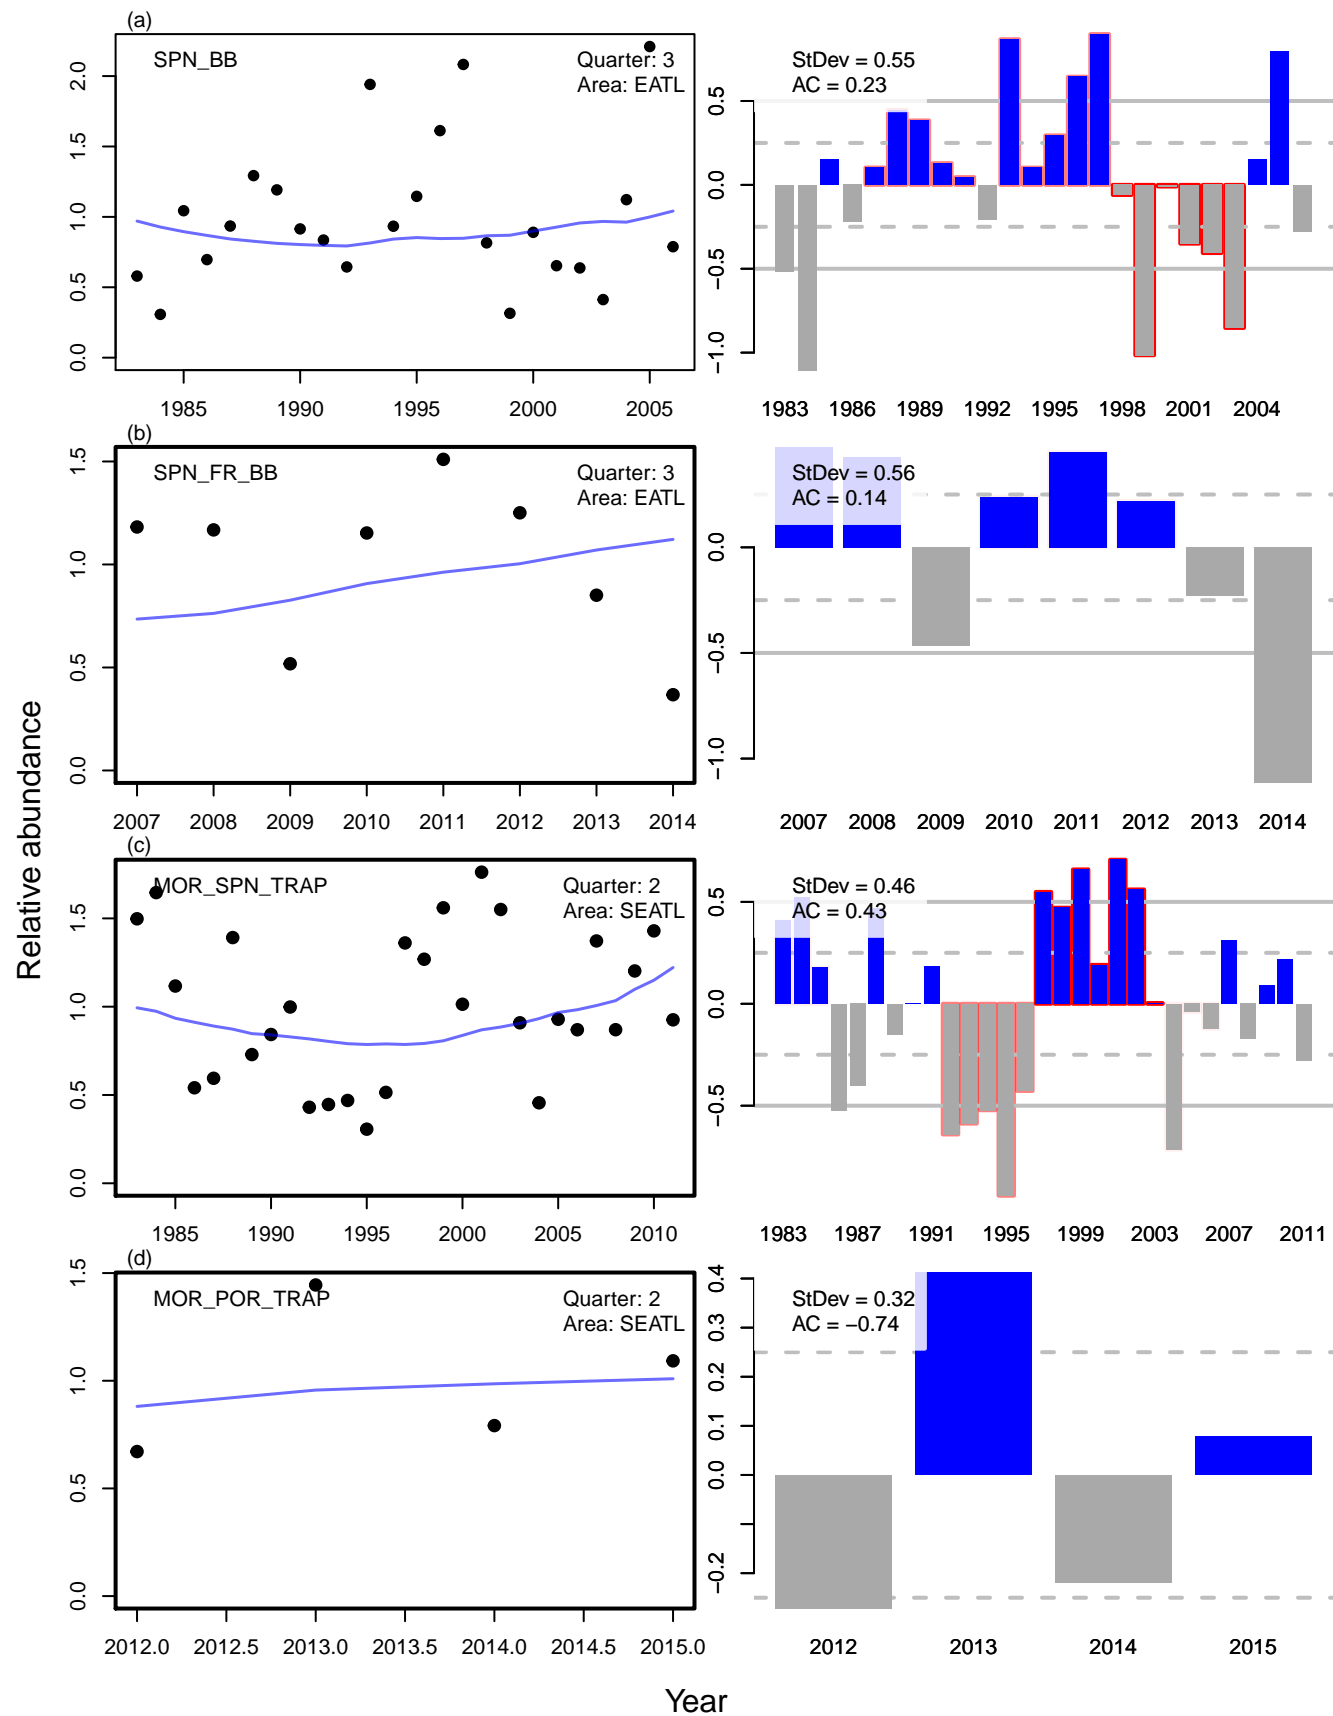 (a)
SPN_BB
Quarter: 3
Area: EATL
0.0 0.5 1.0 1.5 2.0
1985 1990 1995 2000 2005
StDev = 0.55
AC = 0.23
−1.0 −0.5 0.0 0.5
1983 1986 1989 1992 1995 1998 2001 2004
(b)
SPN_FR_BB
Quarter: 3
Area: EATL
0.0 0.5 1.0 1.5
2007 2008 2009 2010 2011 2012 2013 2014
StDev = 0.56
AC = 0.14
−1.0 −0.5 0.0
2007 2008 2009 2010 2011 2012 2013 2014
(c)
MOR_SPN_TRAP
Quarter: 2
Area: SEATL
0.0 0.5 1.0 1.5
1985 1990 1995 2000 2005 2010
StDev = 0.46
AC = 0.43
−0.5 0.0 0.5
1983 1987 1991 1995 1999 2003 2007 2011
(d)
MOR_POR_TRAP
Quarter: 2
Area: SEATL
0.0 0.5 1.0 1.5
2012.0 2012.5 2013.0 2013.5 2014.0 2014.5 2015.0
StDev = 0.32
AC = −0.74
−0.2 0.0 0.1 0.2 0.3 0.4
2012 2013 2014 2015
Relative abundance
Year